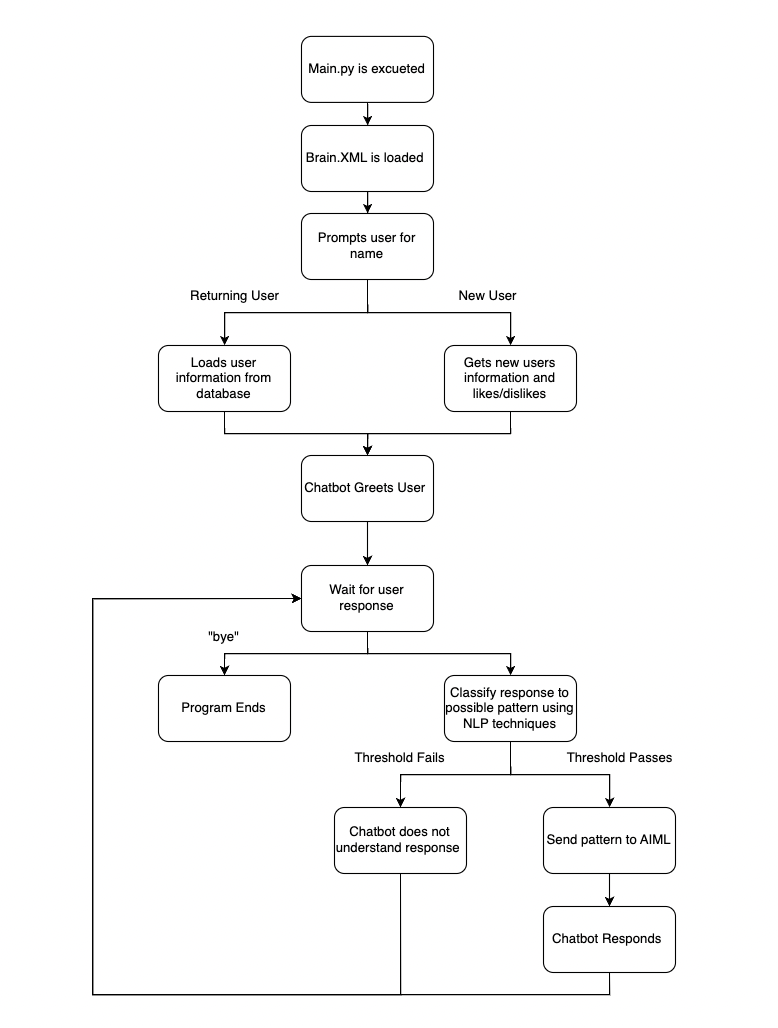 Main.py is excueted
Brain.XML is loaded
Prompts user for
name
Returning User
New User
Loads user
information from
database
Gets new users
information and
likes/dislikes
Chatbot Greets User
Wait for user
response
"bye"
Program Ends
Classify response to
possible pattern using
NLP techniques
Threshold Fails
Threshold Passes
Chatbot does not
understand response
Send pattern to AIML
Chatbot Responds